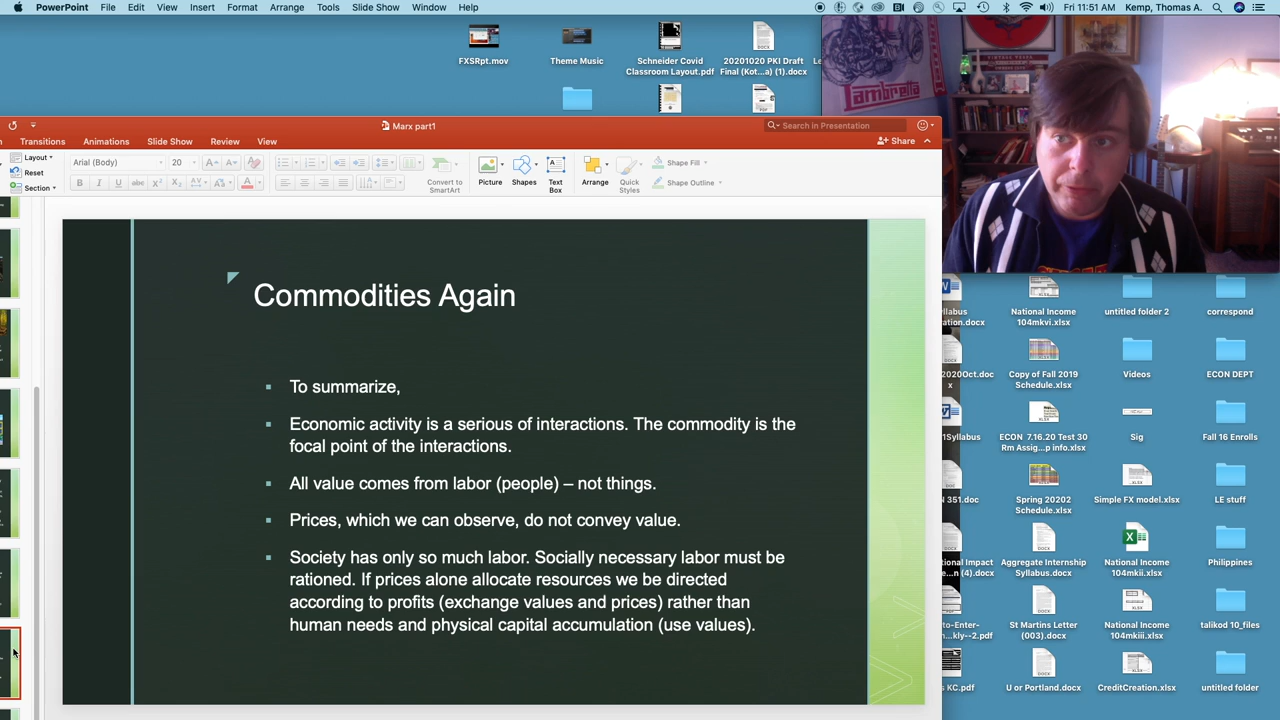 PowerPoint File Edit View Insert Format Arrange Tools Slide Show Window Help Fri 11:51 AM Kemp, Thomas A.
FXSRpt.mov
Theme Music
Schneider Covid
Classroom Layout.pdf
20201020 PKI Draft
Final (Kot...a) (1).docx
Lambretta
Marx part1
Search in Presentation
Transitions Animations Slide Show Review View
Share
Layout
Reset
Section
Arial (Body) 20
Convert to
SmartArt
Picture
Shapes
Text
Box
Arrange
Quick
Styles
Shape Fill
Shape Outline
Commodities Again
To summarize,
Economic activity is a serious of interactions. The commodity is the
focal point of the interactions.
All value comes from labor (people) – not things.
Prices, which we can observe, do not convey value.
Society has only so much labor. Socially necessary labor must be
rationed. If prices alone allocate resources we be directed
according to profits (exchange values and prices) rather than
human needs and physical capital accumulation (use values).
National Income
104mkvi.xlsx
untitled folder 2
correspond
Copy of Fall 2019
Schedule.xlsx
Videos
ECON DEPT
ECON 7.16.20 Test 30
Rm Assig...p info.xlsx
Sig
Fall 16 Enrolls
Spring 20202
Schedule.xlsx
Simple FX model.xlsx
LE stuff
Aggregate Internship
Syllabus.docx
National Income
104mkii.xlsx
Philippines
St Martins Letter
(003).docx
National Income
104mkiii.xlsx
talikod 10_files
U or Portland.docx
CreditCreation.xlsx
untitled folder